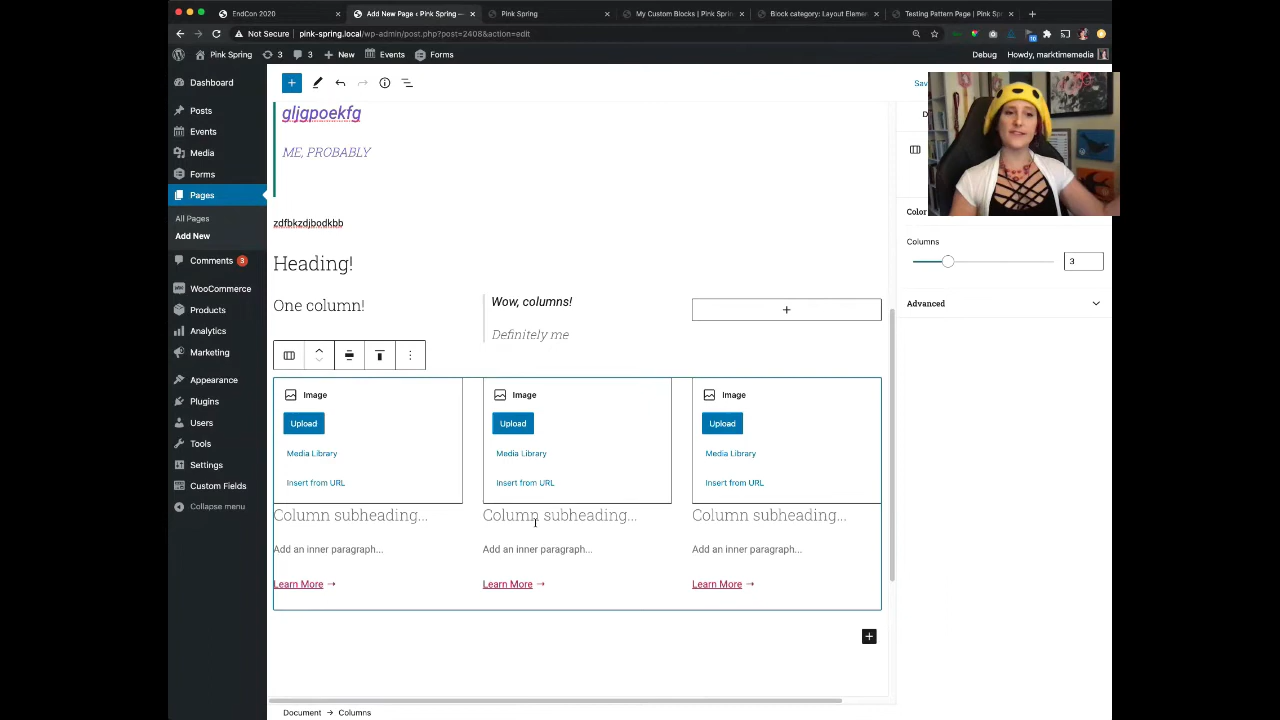 EndCon 2020
Add New Page ‹ Pink Spring —
Pink Spring
My Custom Blocks | Pink Sprin
Block category: Layout Elemen
Testing Pattern Page | Pink Sp
Not Secure
pink-spring.local/wp-admin/post.php?post=2408&action=edit
Pink Spring
3
3
New
Events
Forms
Debug
Howdy, marktimemedia
Dashboard
Posts
Events
Media
Forms
Pages
All Pages
Add New
Comments 3
WooCommerce
Products
Analytics
Marketing
Appearance
Plugins
Users
Tools
Settings
Custom Fields
Collapse menu
gljgpoekfg
ME, PROBABLY
zdfbkzdjbodkbb
Heading!
One column!
Wow, columns!
Definitely me
Image
Upload
Media Library
Insert from URL
Column subheading...
Add an inner paragraph...
Learn More →
Image
Upload
Media Library
Insert from URL
Column subheading...
Add an inner paragraph...
Learn More →
Image
Upload
Media Library
Insert from URL
Column subheading...
Add an inner paragraph...
Learn More →
Color
Columns
3
Advanced
Document → Columns